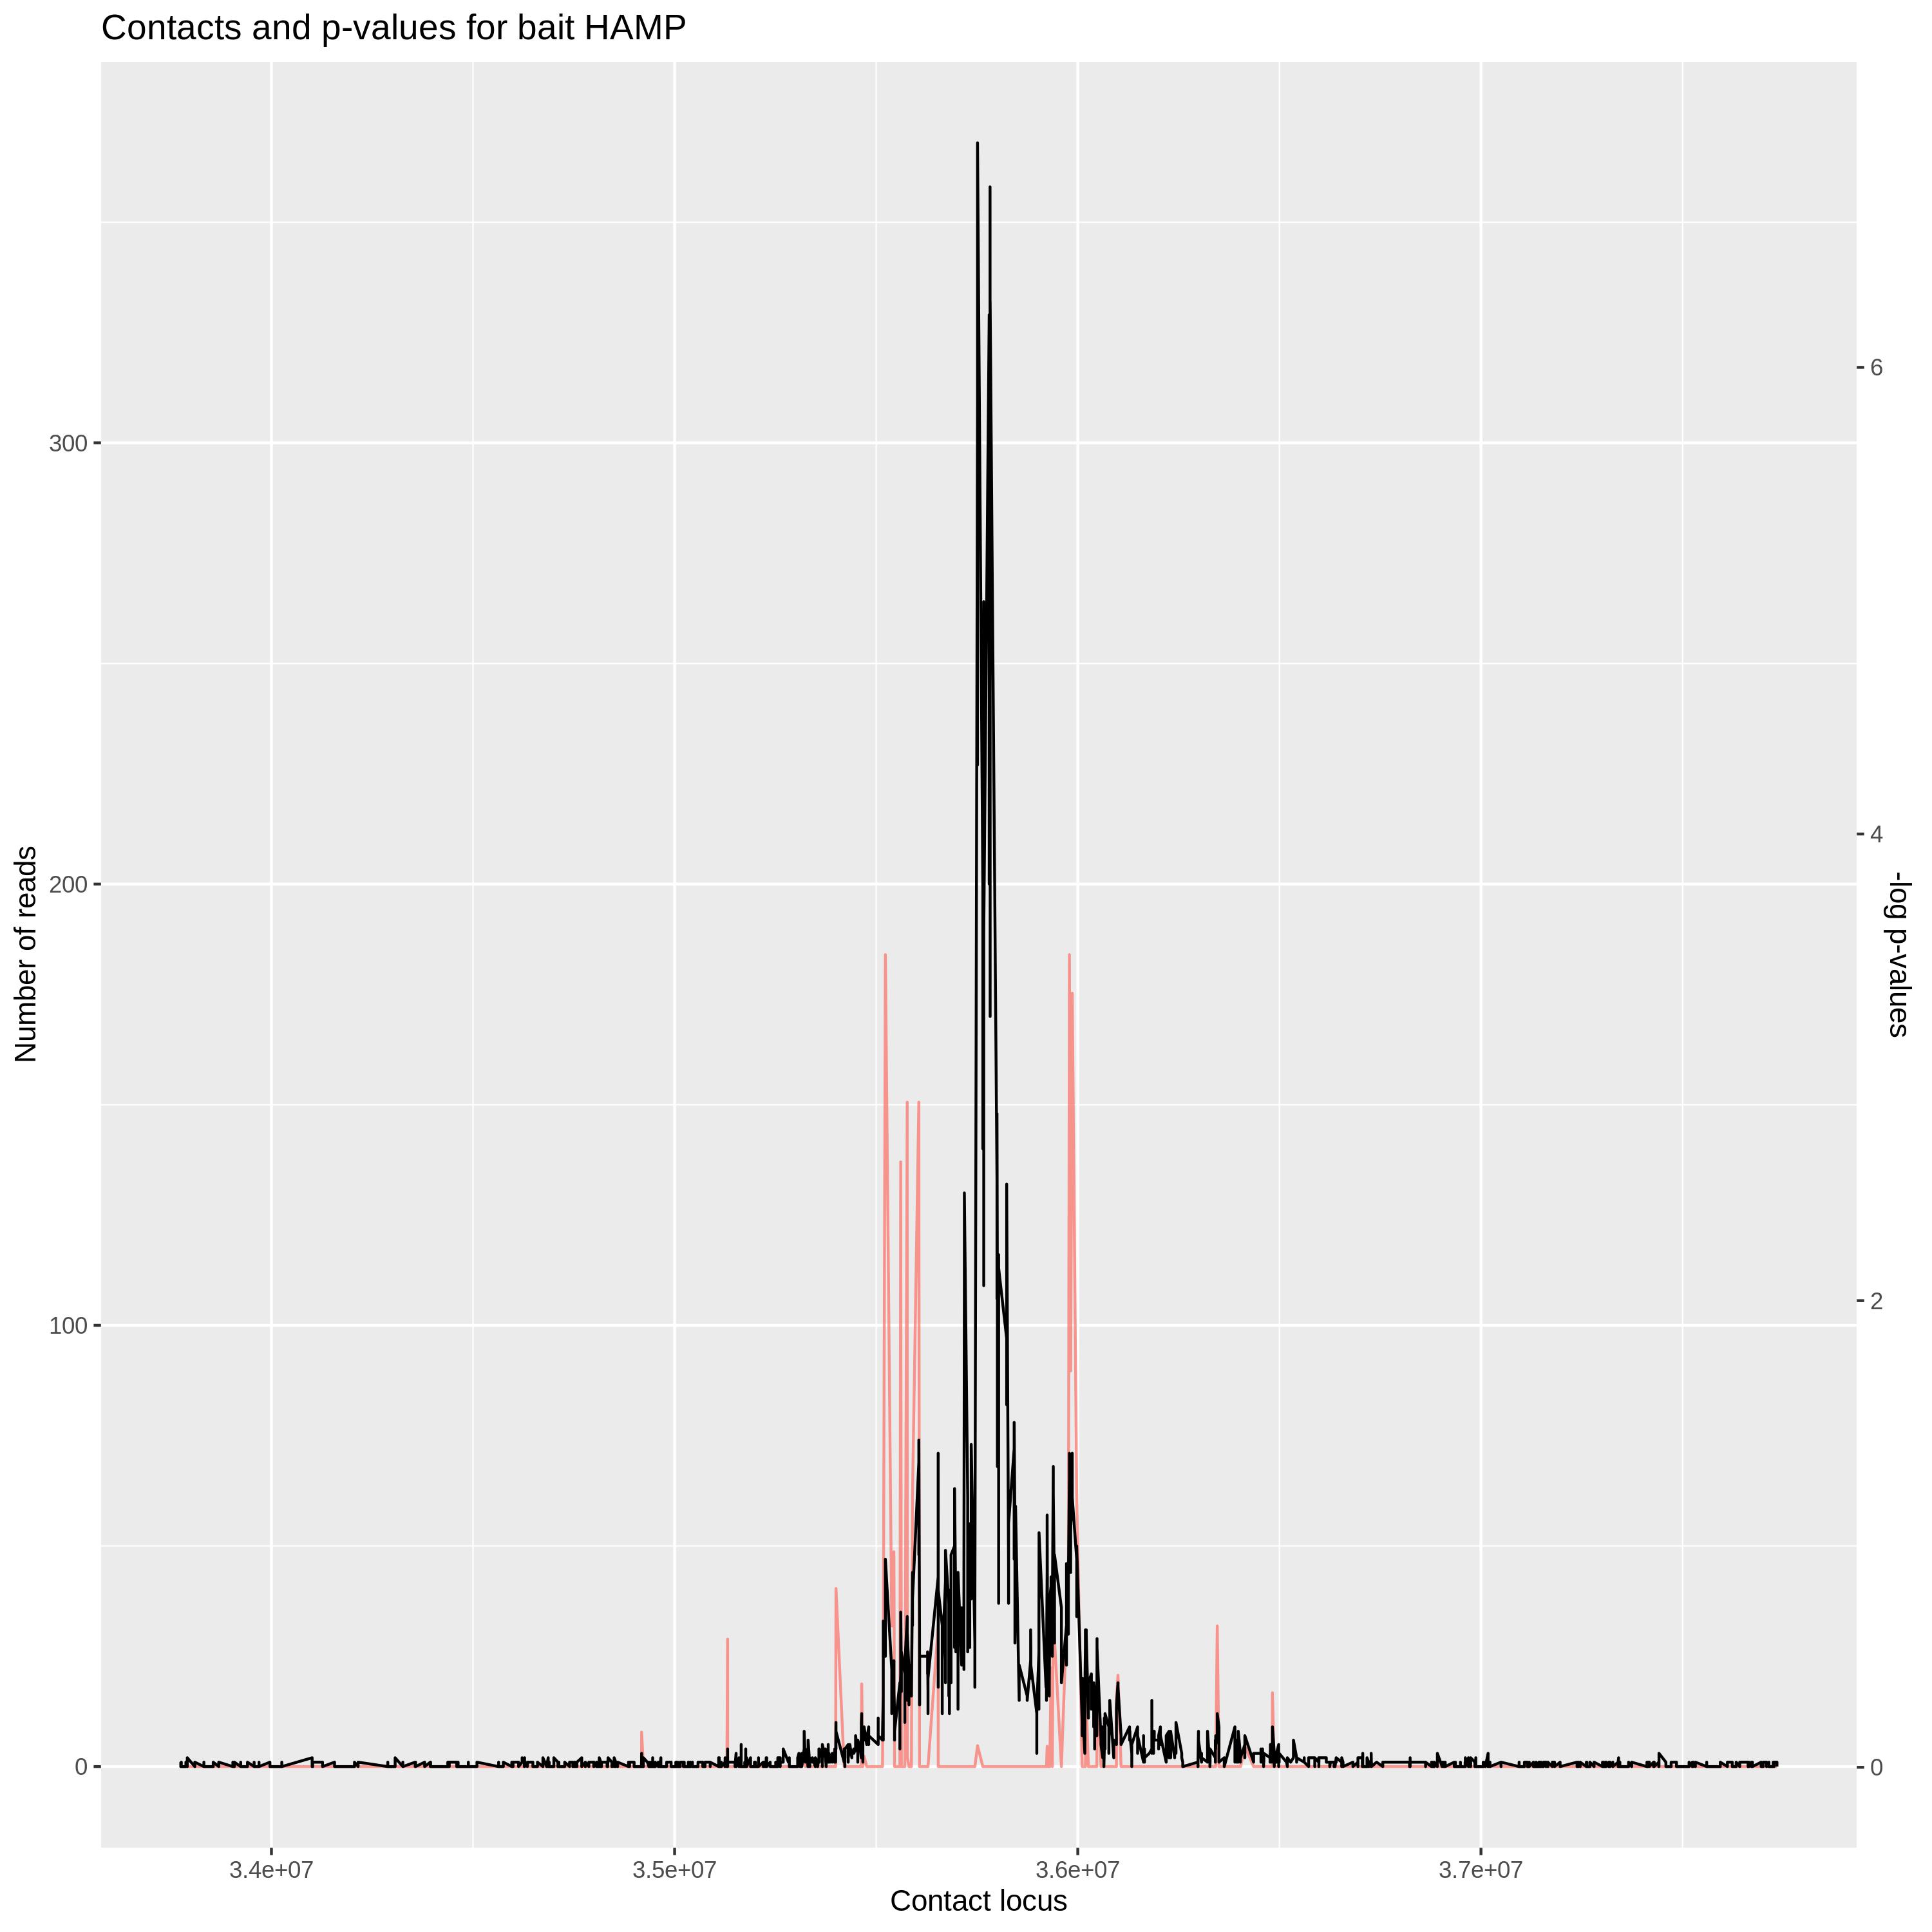 Contacts and p-values for bait HAMP
Number of reads
300
200
100
0
6
4
2
0
-log p-values
3.4e+07
3.5e+07
3.6e+07
3.7e+07
Contact locus